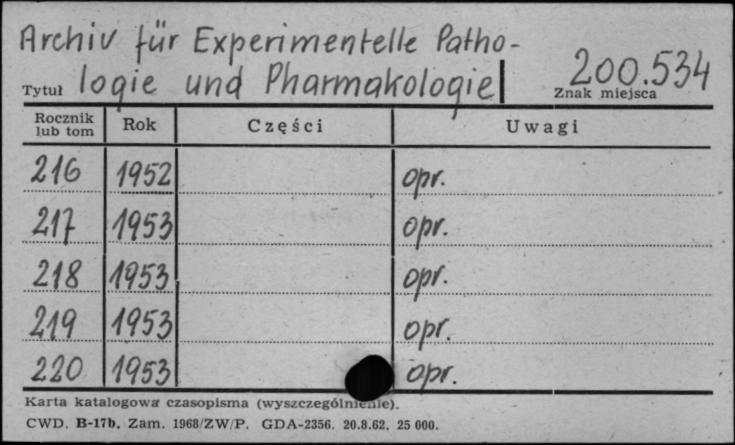 Archiv für Experimentelle Patho-
Tytuł logie und Pharmakologie 200.534
Znak miejsca
Rocznik lub tom Rok Części Uwagi
216 1952 opr.
217 1953 opr.
218 1953 opr.
219 1953 opr.
220 1953 opr.
Karta katalogowa czasopisma (wyszczególnienie).
CWD. B-17b. Zam. 1968/ZW/P. GDA-2356. 20.8.62. 25 000.